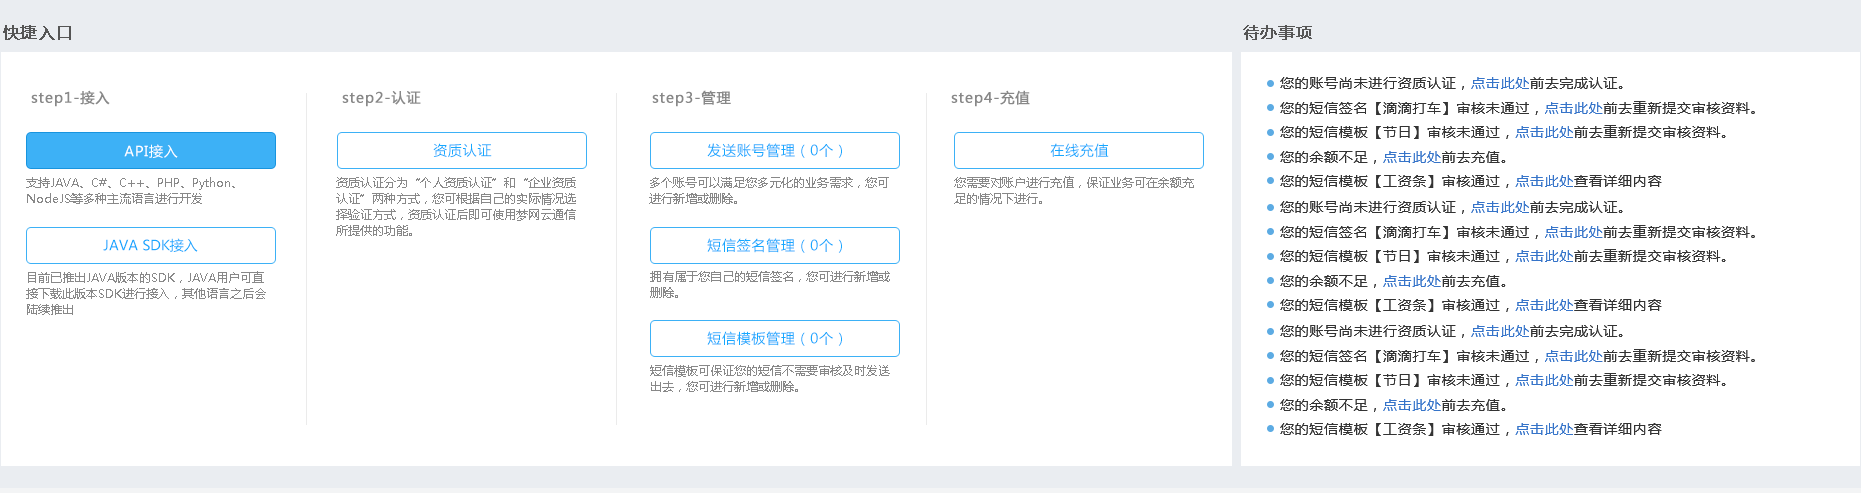 快捷入口
step1-接入
API接入
支持JAVA、C#、C++、PHP、Python、
NodeJS等多种主流语言进行开发
JAVA SDK接入
目前已推出JAVA版本的SDK，JAVA用户可直
接下载此版本SDK进行接入，其他语言之后会
陆续推出
step2-认证
资质认证
资质认证分为“个人资质认证”和“企业资质
认证”两种方式，您可根据自己的实际情况选
择验证方式，资质认证后即可使用梦网云通信
所提供的功能。
step3-管理
发送账号管理（0个）
多个账号可以满足您多元化的业务需求，您可
进行新增或删除。
短信签名管理（0个）
拥有属于您自己的短信签名，您可进行新增或
删除。
短信模板管理（0个）
短信模板可保证您的短信不需要审核及时发送
出去，您可进行新增或删除。
step4-充值
在线充值
您需要对账户进行充值，保证业务可在余额充
足的情况下进行。
待办事项
您的账号尚未进行资质认证，点击此处前去完成认证。
您的短信签名【滴滴打车】审核未通过，点击此处前去重新提交审核资料。
您的短信模板【节日】审核未通过，点击此处前去重新提交审核资料。
您的余额不足，点击此处前去充值。
您的短信模板【工资条】审核通过，点击此处查看详细内容
您的账号尚未进行资质认证，点击此处前去完成认证。
您的短信签名【滴滴打车】审核未通过，点击此处前去重新提交审核资料。
您的短信模板【节日】审核未通过，点击此处前去重新提交审核资料。
您的余额不足，点击此处前去充值。
您的短信模板【工资条】审核通过，点击此处查看详细内容
您的账号尚未进行资质认证，点击此处前去完成认证。
您的短信签名【滴滴打车】审核未通过，点击此处前去重新提交审核资料。
您的短信模板【节日】审核未通过，点击此处前去重新提交审核资料。
您的余额不足，点击此处前去充值。
您的短信模板【工资条】审核通过，点击此处查看详细内容